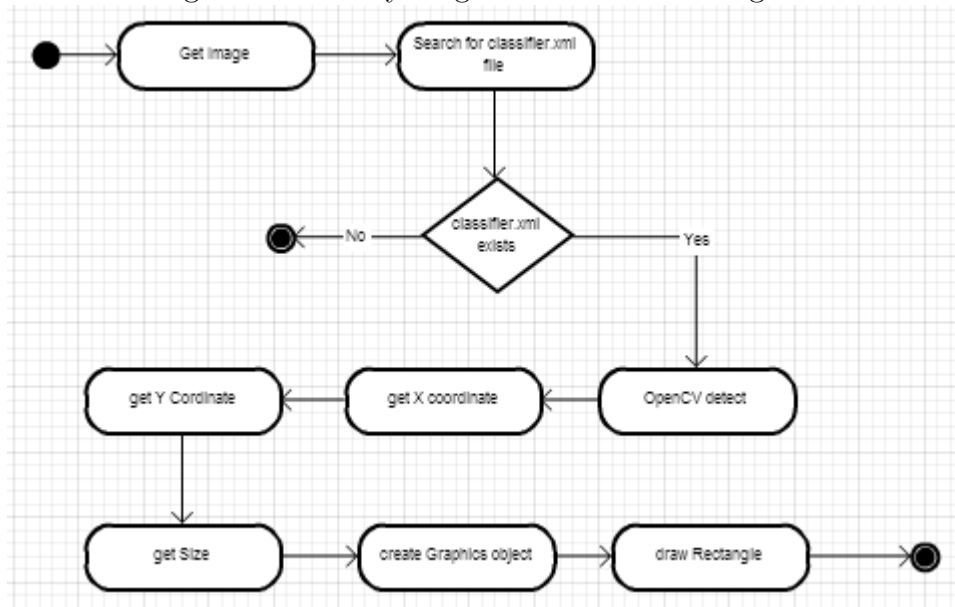 Get Image
Search for classifier.xml
file
classifier.xml
exists
No
Yes
get Y Cordinate
get X coordinate
OpenCV detect
get Size
create Graphics object
draw Rectangle